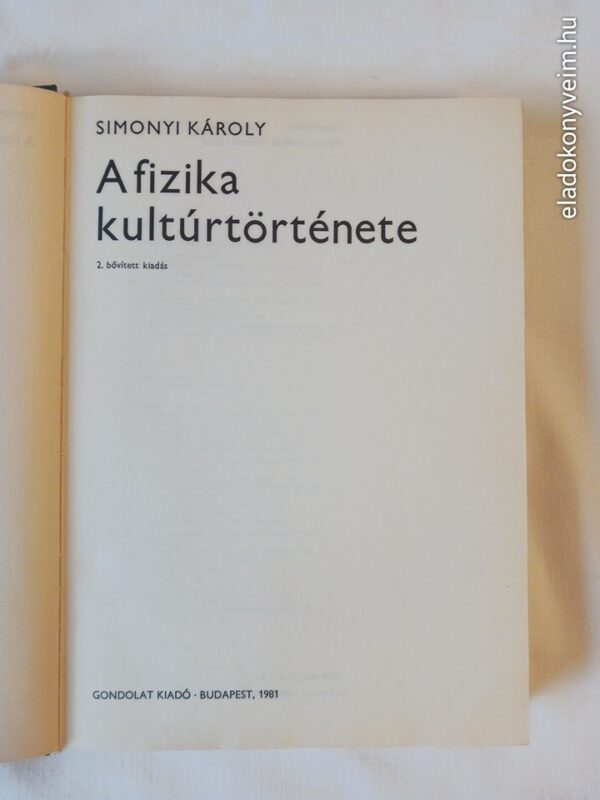 SIMONYI KÁROLY
A fizika
kultúrtörténete
2. bővített kiadás
GONDOLAT KIADÓ · BUDAPEST, 1981
eladokonyveim.hu